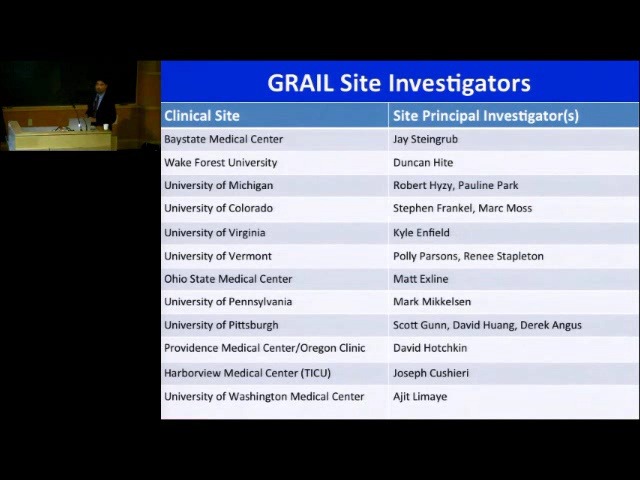 GRAIL Site Investigators
Clinical Site Site Principal Investigator(s)
Baystate Medical Center Jay Steingrub
Wake Forest University Duncan Hite
University of Michigan Robert Hyzy, Pauline Park
University of Colorado Stephen Frankel, Marc Moss
University of Virginia Kyle Enfield
University of Vermont Polly Parsons, Renee Stapleton
Ohio State Medical Center Matt Exline
University of Pennsylvania Mark Mikkelsen
University of Pittsburgh Scott Gunn, David Huang, Derek Angus
Providence Medical Center/Oregon Clinic David Hotchkin
Harborview Medical Center (TICU) Joseph Cushieri
University of Washington Medical Center Ajit Limaye